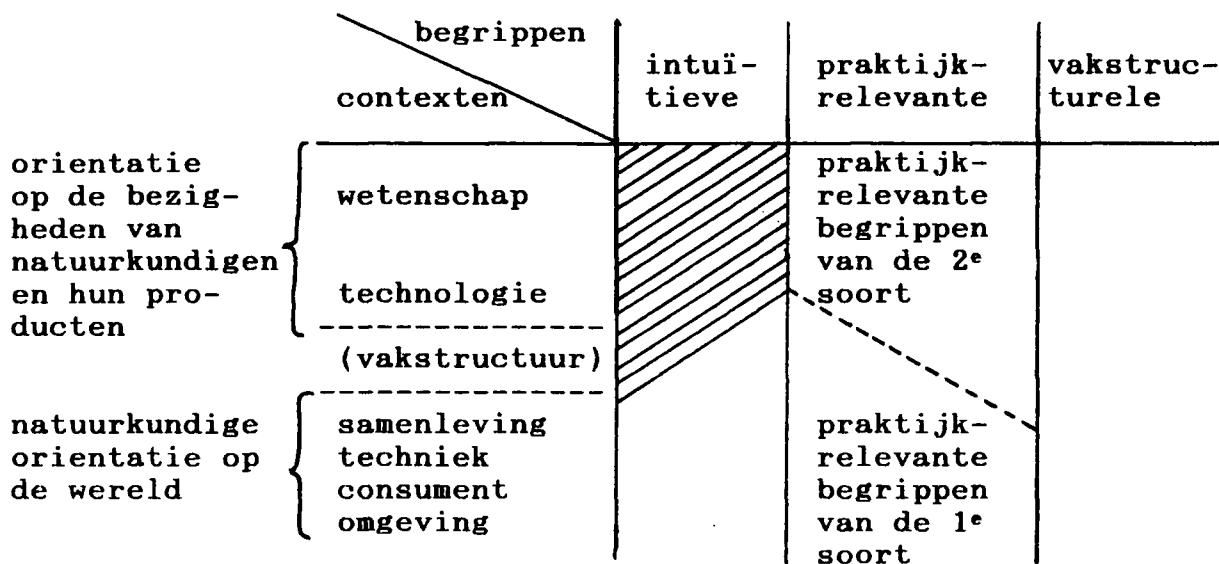 begrippen
contexten
intuï-
tieve
praktijk-
relevante
vakstruc-
turele
orientatie
op de bezig-
heden van
natuurkundigen
en hun pro-
ducten
wetenschap
technologie
praktijk-
relevante
begrippen
van de 2e
soort
(vakstructuur)
natuurkundige
orientatie op
de wereld
samenleving
techniek
consument
omgeving
praktijk-
relevante
begrippen
van de 1e
soort